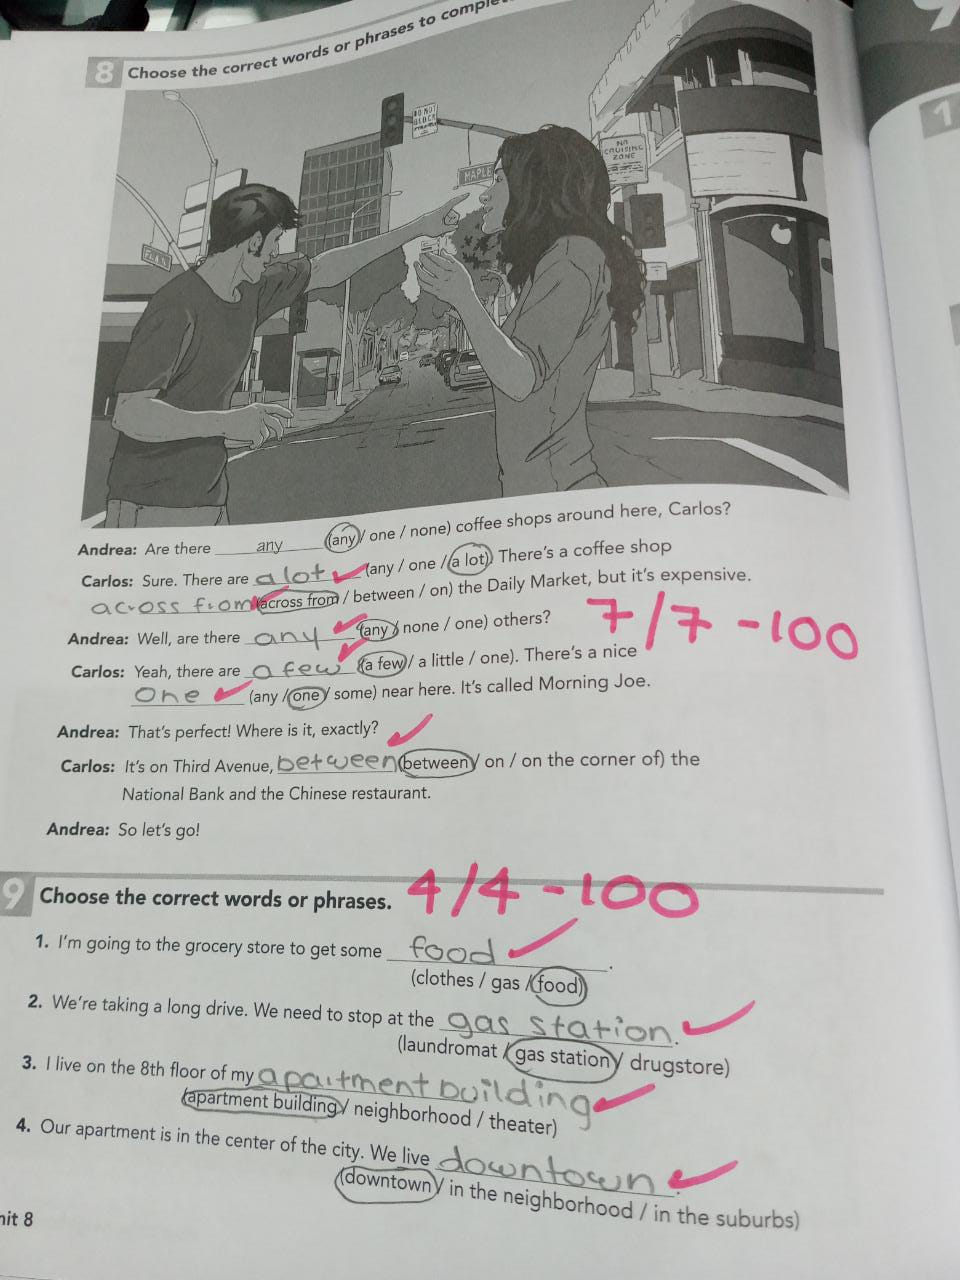 8 Choose the correct words or phrases to
DO NOT
BLOCK
NO
CRUISING
ZONE
MAPLE
1
Andrea: Are there any (any / one / none) coffee shops around here, Carlos?
Carlos: Sure. There are a lot (any / one / a lot). There's a coffee shop
across from (across from / between / on) the Daily Market, but it's expensive.
Andrea: Well, are there any (any / none / one) others?
7/7 -100
Carlos: Yeah, there are a few (a few / a little / one). There's a nice
one (any / one / some) near here. It's called Morning Joe.
Andrea: That's perfect! Where is it, exactly?
Carlos: It's on Third Avenue, between (between / on / on the corner of) the
National Bank and the Chinese restaurant.
Andrea: So let's go!
9 Choose the correct words or phrases. 4/4 -100
1. I'm going to the grocery store to get some food.
(clothes / gas / food)
2. We're taking a long drive. We need to stop at the gas station.
(laundromat / gas station / drugstore)
3. I live on the 8th floor of my apartment building
(apartment building / neighborhood / theater)
4. Our apartment is in the center of the city. We live downtown.
(downtown / in the neighborhood / in the suburbs)
nit 8